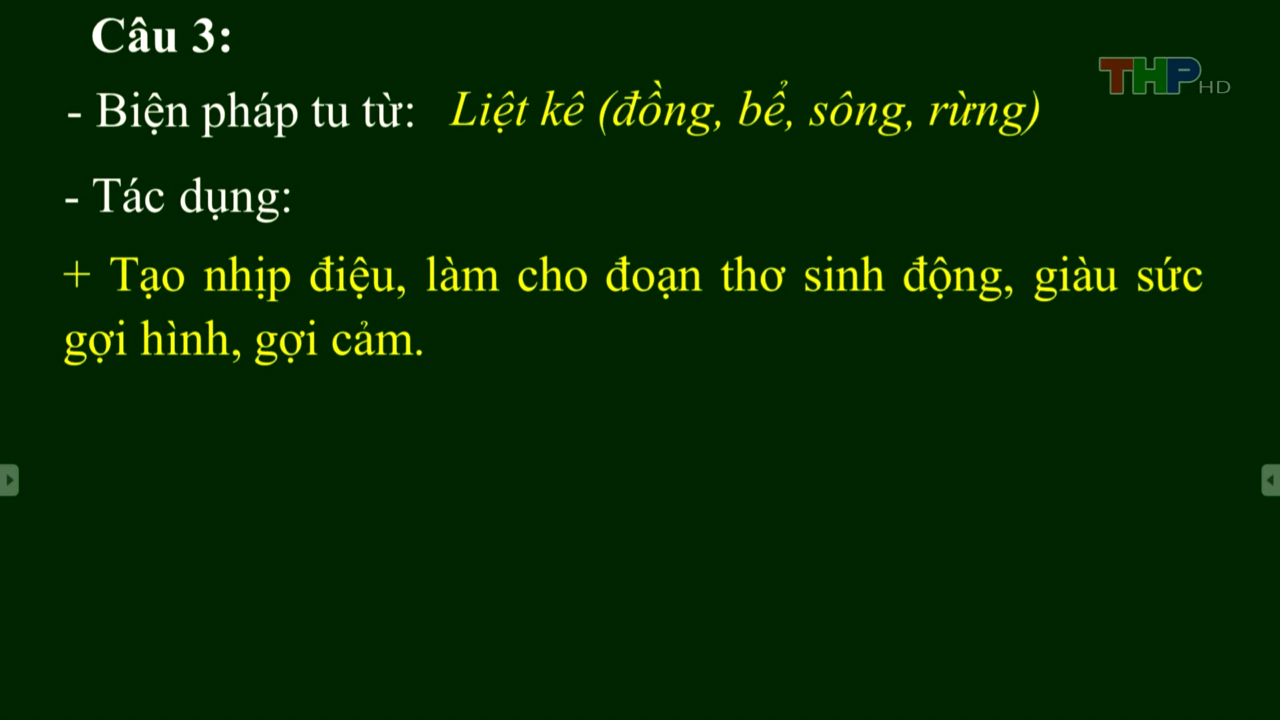 Câu 3:
THP HD
- Biện pháp tu từ: Liệt kê (đồng, bể, sông, rừng)
- Tác dụng:
+ Tạo nhịp điệu, làm cho đoạn thơ sinh động, giàu sức
gợi hình, gợi cảm.